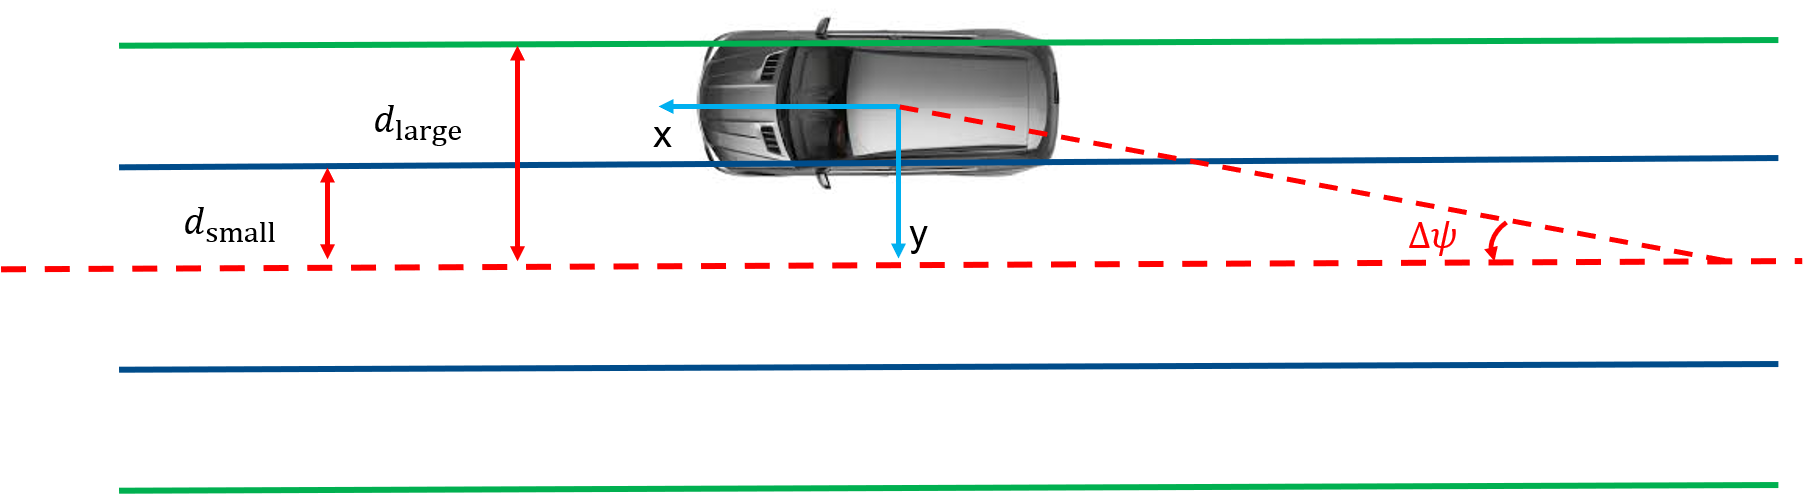 d_large
x
d_small
y
Δψ